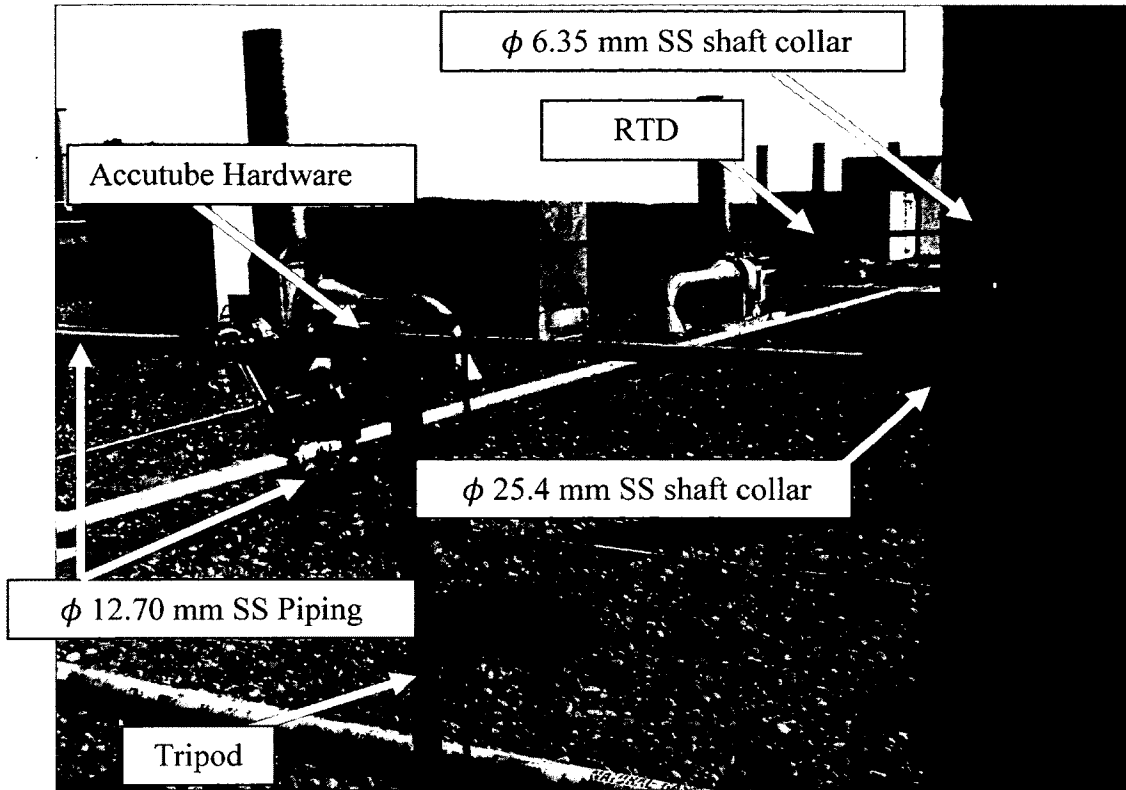 ϕ 6.35 mm SS shaft collar
RTD
Accutube Hardware
ϕ 25.4 mm SS shaft collar
ϕ 12.70 mm SS Piping
Tripod